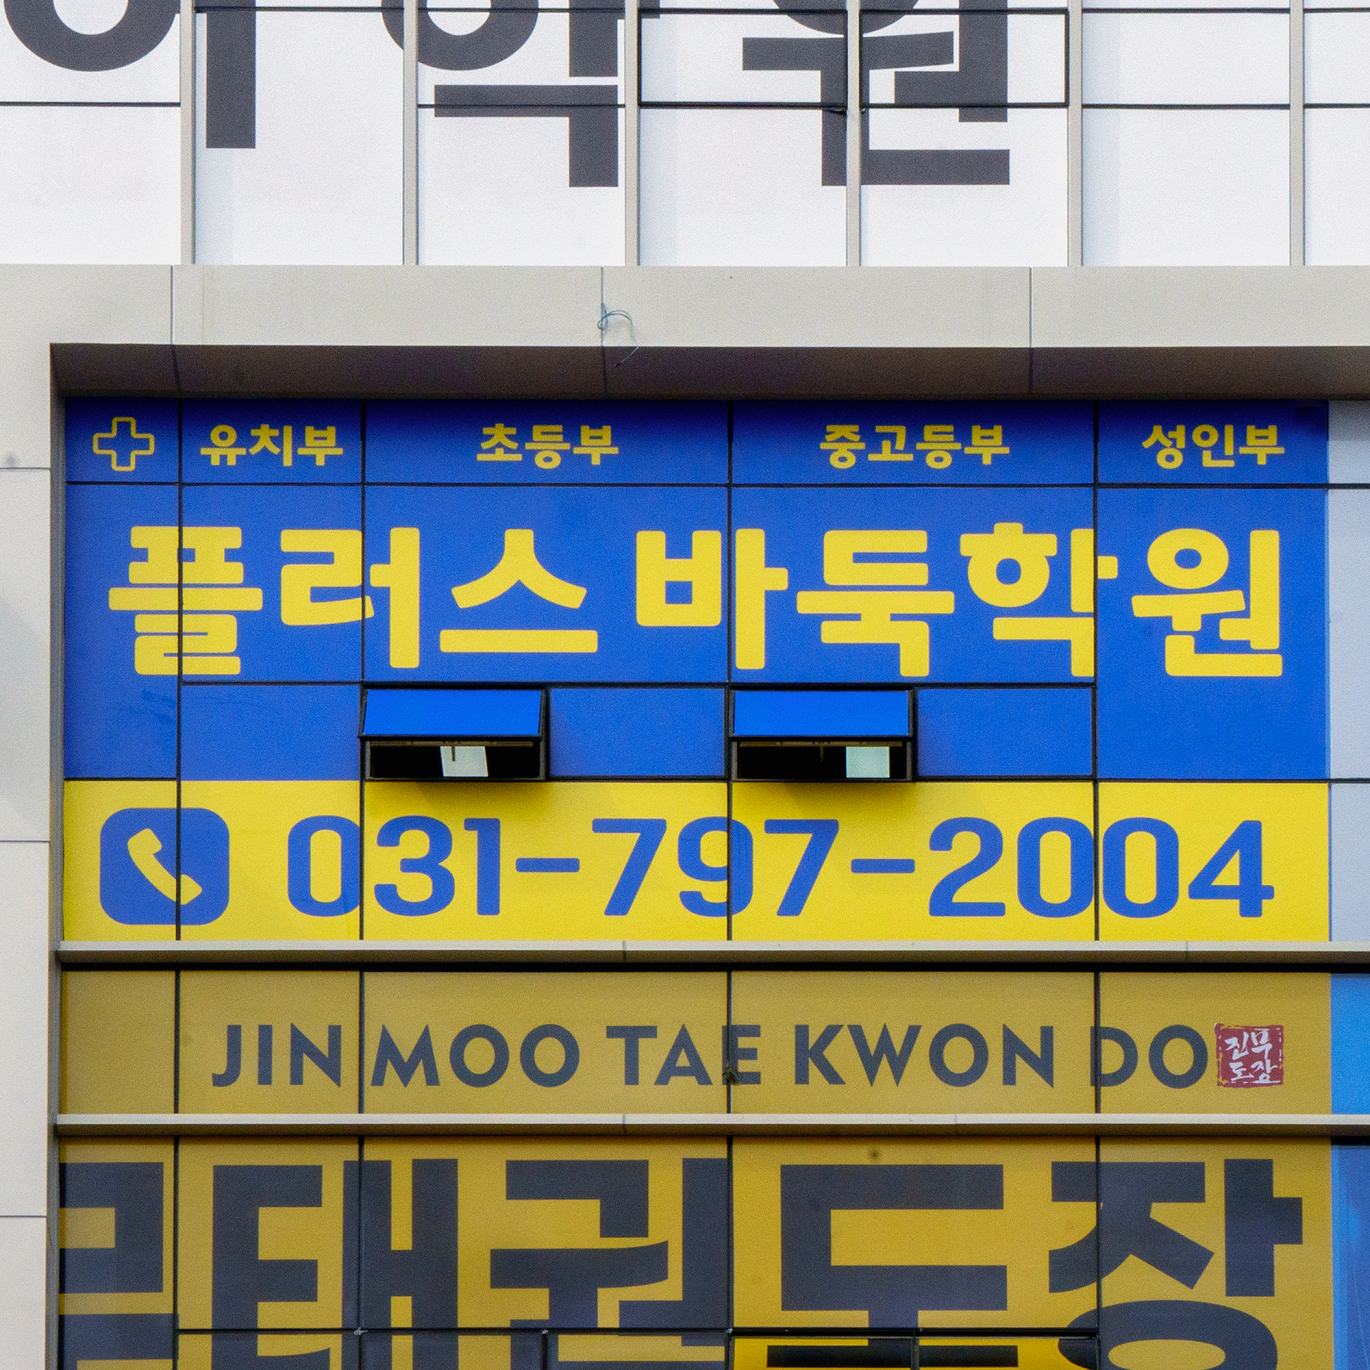 유치부 초등부 중고등부 성인부
플러스 바둑학원
031-797-2004
JIN MOO TAE KWON DO 진무도장
태권도장